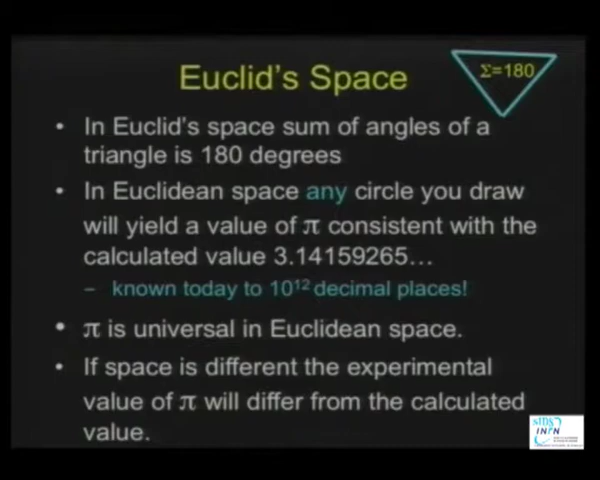 Euclid's Space
Σ=180
• In Euclid's space sum of angles of a
triangle is 180 degrees
• In Euclidean space any circle you draw
will yield a value of π consistent with the
calculated value 3.14159265...
– known today to 10¹² decimal places!
• π is universal in Euclidean space.
• If space is different the experimental
value of π will differ from the calculated
value.
INFN